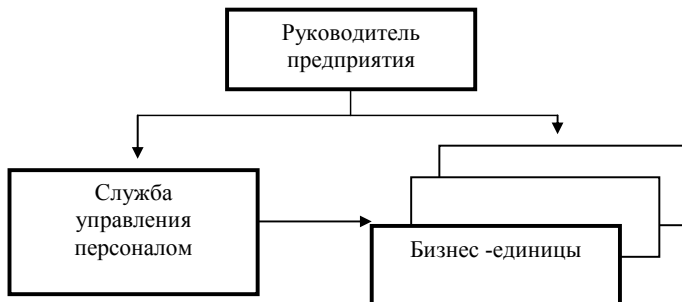 Руководитель
предприятия
Служба
управления
персоналом
Бизнес -единицы